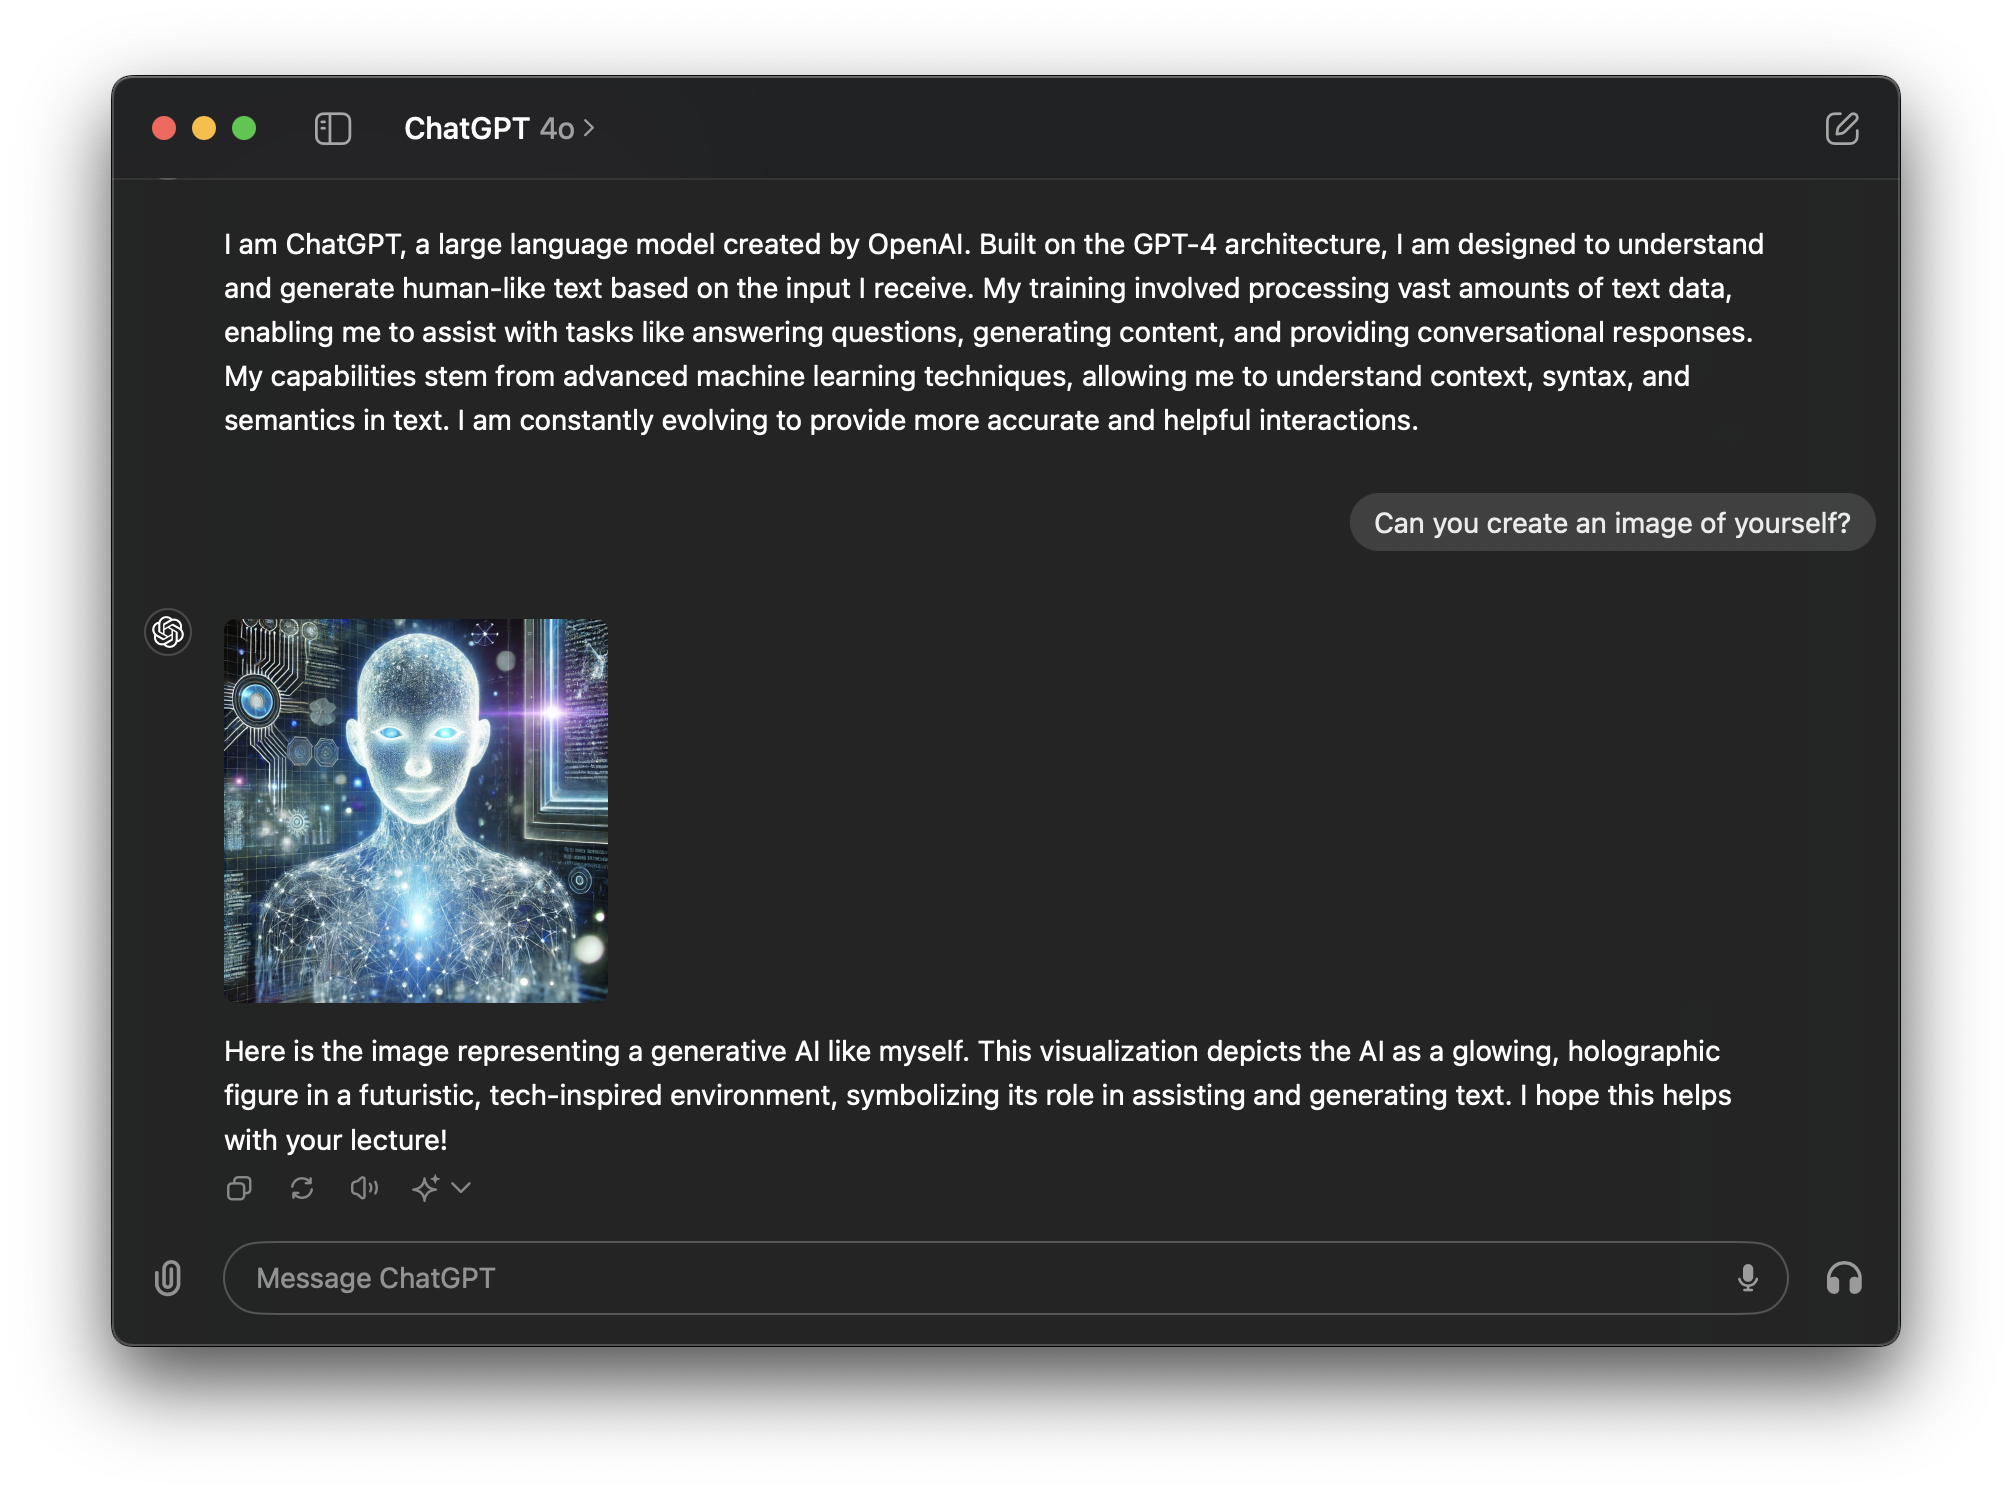 ChatGPT 4o
I am ChatGPT, a large language model created by OpenAI. Built on the GPT-4 architecture, I am designed to understand
and generate human-like text based on the input I receive. My training involved processing vast amounts of text data,
enabling me to assist with tasks like answering questions, generating content, and providing conversational responses.
My capabilities stem from advanced machine learning techniques, allowing me to understand context, syntax, and
semantics in text. I am constantly evolving to provide more accurate and helpful interactions.
Can you create an image of yourself?
Here is the image representing a generative AI like myself. This visualization depicts the AI as a glowing, holographic
figure in a futuristic, tech-inspired environment, symbolizing its role in assisting and generating text. I hope this helps
with your lecture!
Message ChatGPT